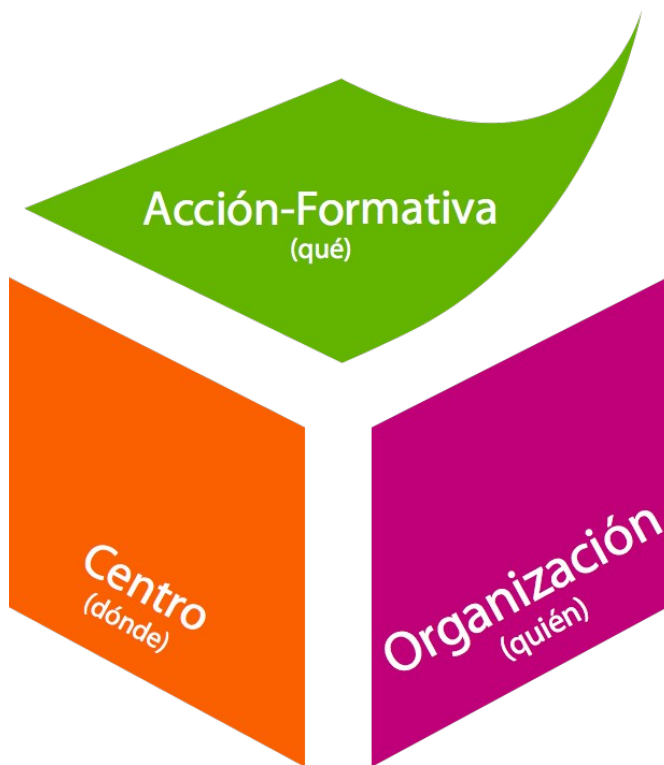 Acción-Formativa
(qué)
Centro
(dónde)
Organización
(quién)